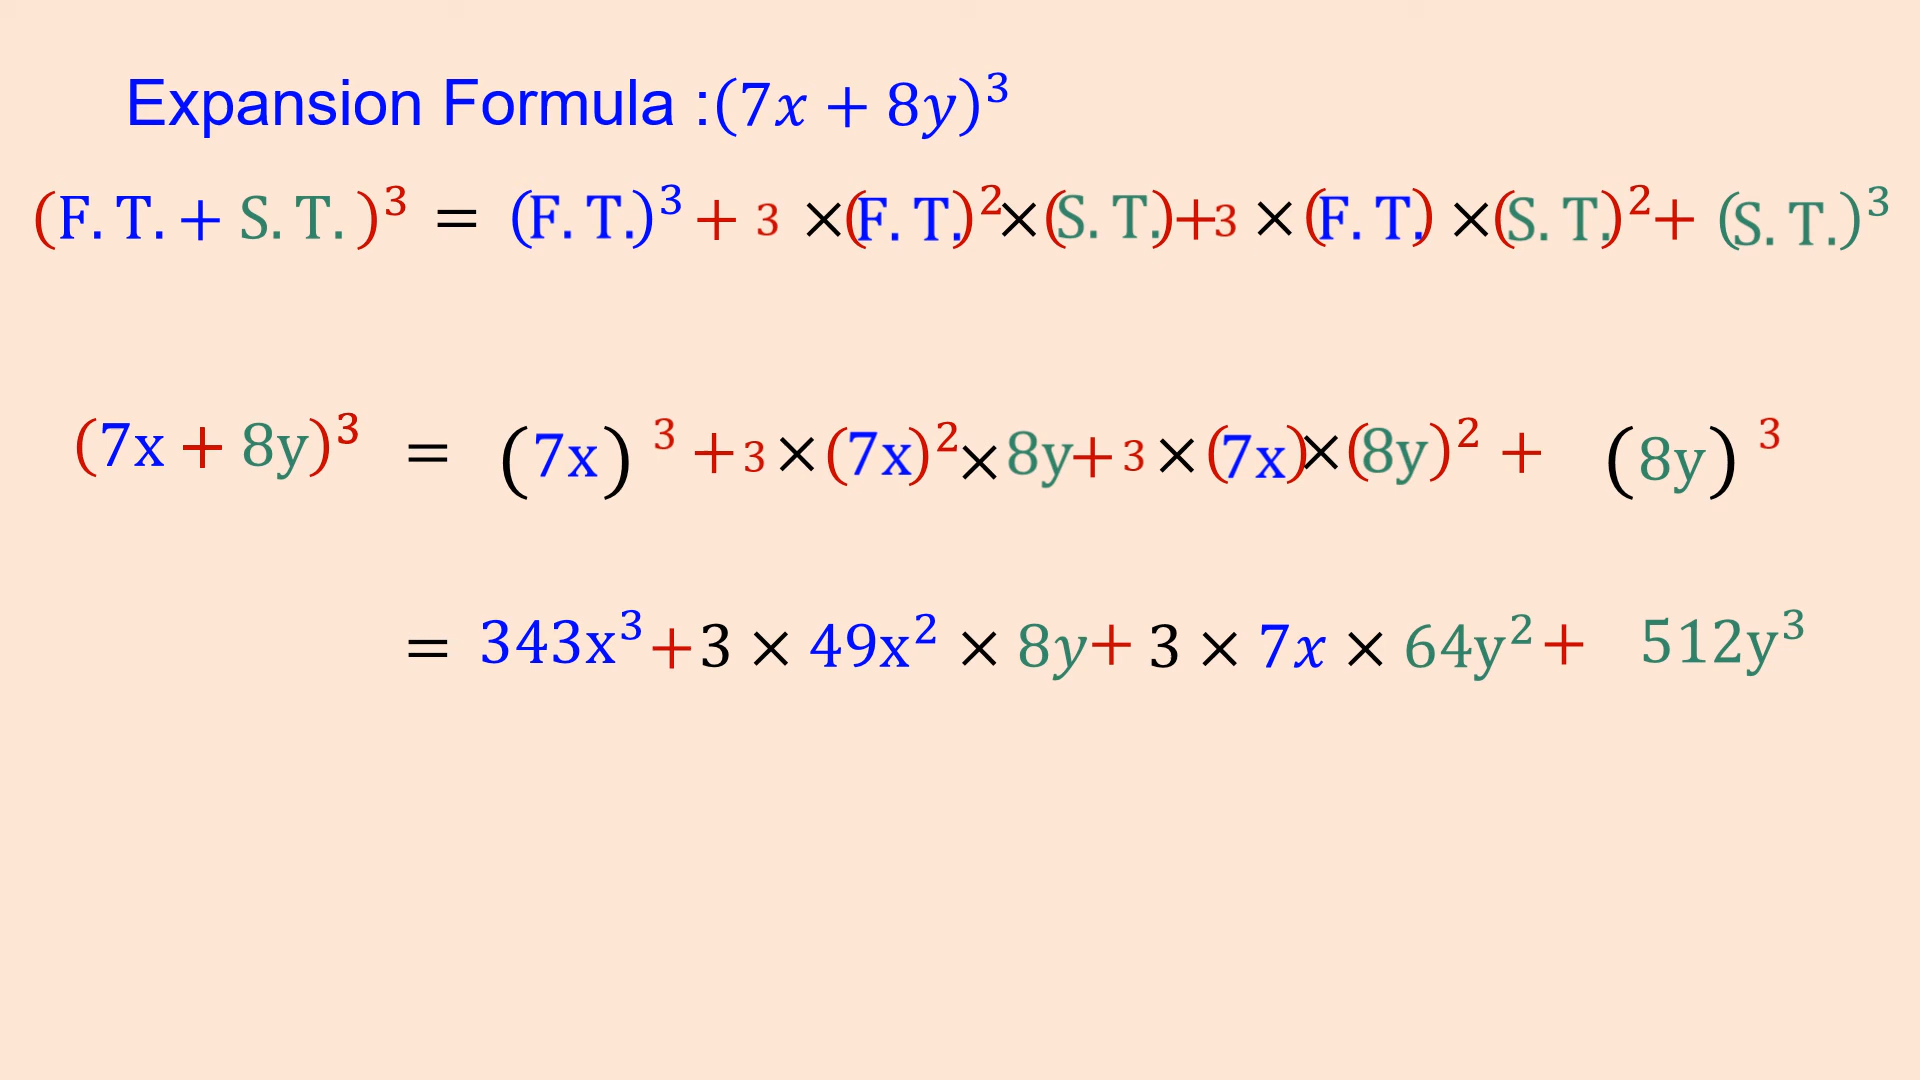 Expansion Formula :(7x + 8y)³
(F. T. + S. T. )³ = (F. T.)³ + 3 ×(F. T.)²×(S. T.)+3 ×(F. T.) ×(S. T.)²+ (S. T.)³
(7x + 8y)³ = (7x) ³ +3×(7x)²×8y+3 ×(7x)×(8y)² + (8y) ³
= 343x³+3 × 49x² × 8y+ 3 × 7x × 64y² + 512y³